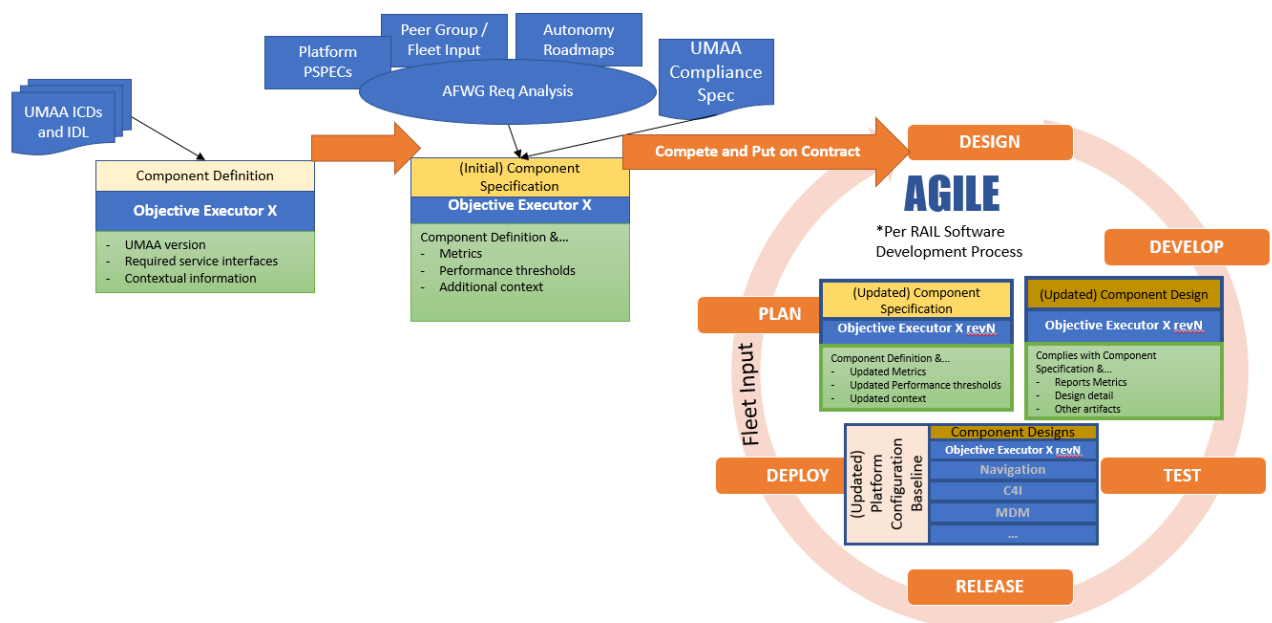 UMAA ICDs
and IDL
Platform
PSPECs
Peer Group /
Fleet Input
Autonomy
Roadmaps
AFWG Req Analysis
UMAA
Compliance
Spec
Component Definition
Objective Executor X
- UMAA version
- Required service interfaces
- Contextual information
(Initial) Component
Specification
Objective Executor X
Component Definition &...
- Metrics
- Performance thresholds
- Additional context
Compete and Put on Contract
DESIGN
AGILE
*Per RAIL Software
Development Process
DEVELOP
PLAN
(Updated) Component
Specification
Objective Executor X revN
Component Definition &...
- Updated Metrics
- Updated Performance thresholds
- Updated context
(Updated) Component Design
Objective Executor X revN
Complies with Component
Specification &...
- Reports Metrics
- Design detail
- Other artifacts
Fleet Input
DEPLOY
(Updated)
Platform
Configuration
Baseline
Component Designs
Objective Executor X revN
Navigation
C4I
MDM
...
TEST
RELEASE